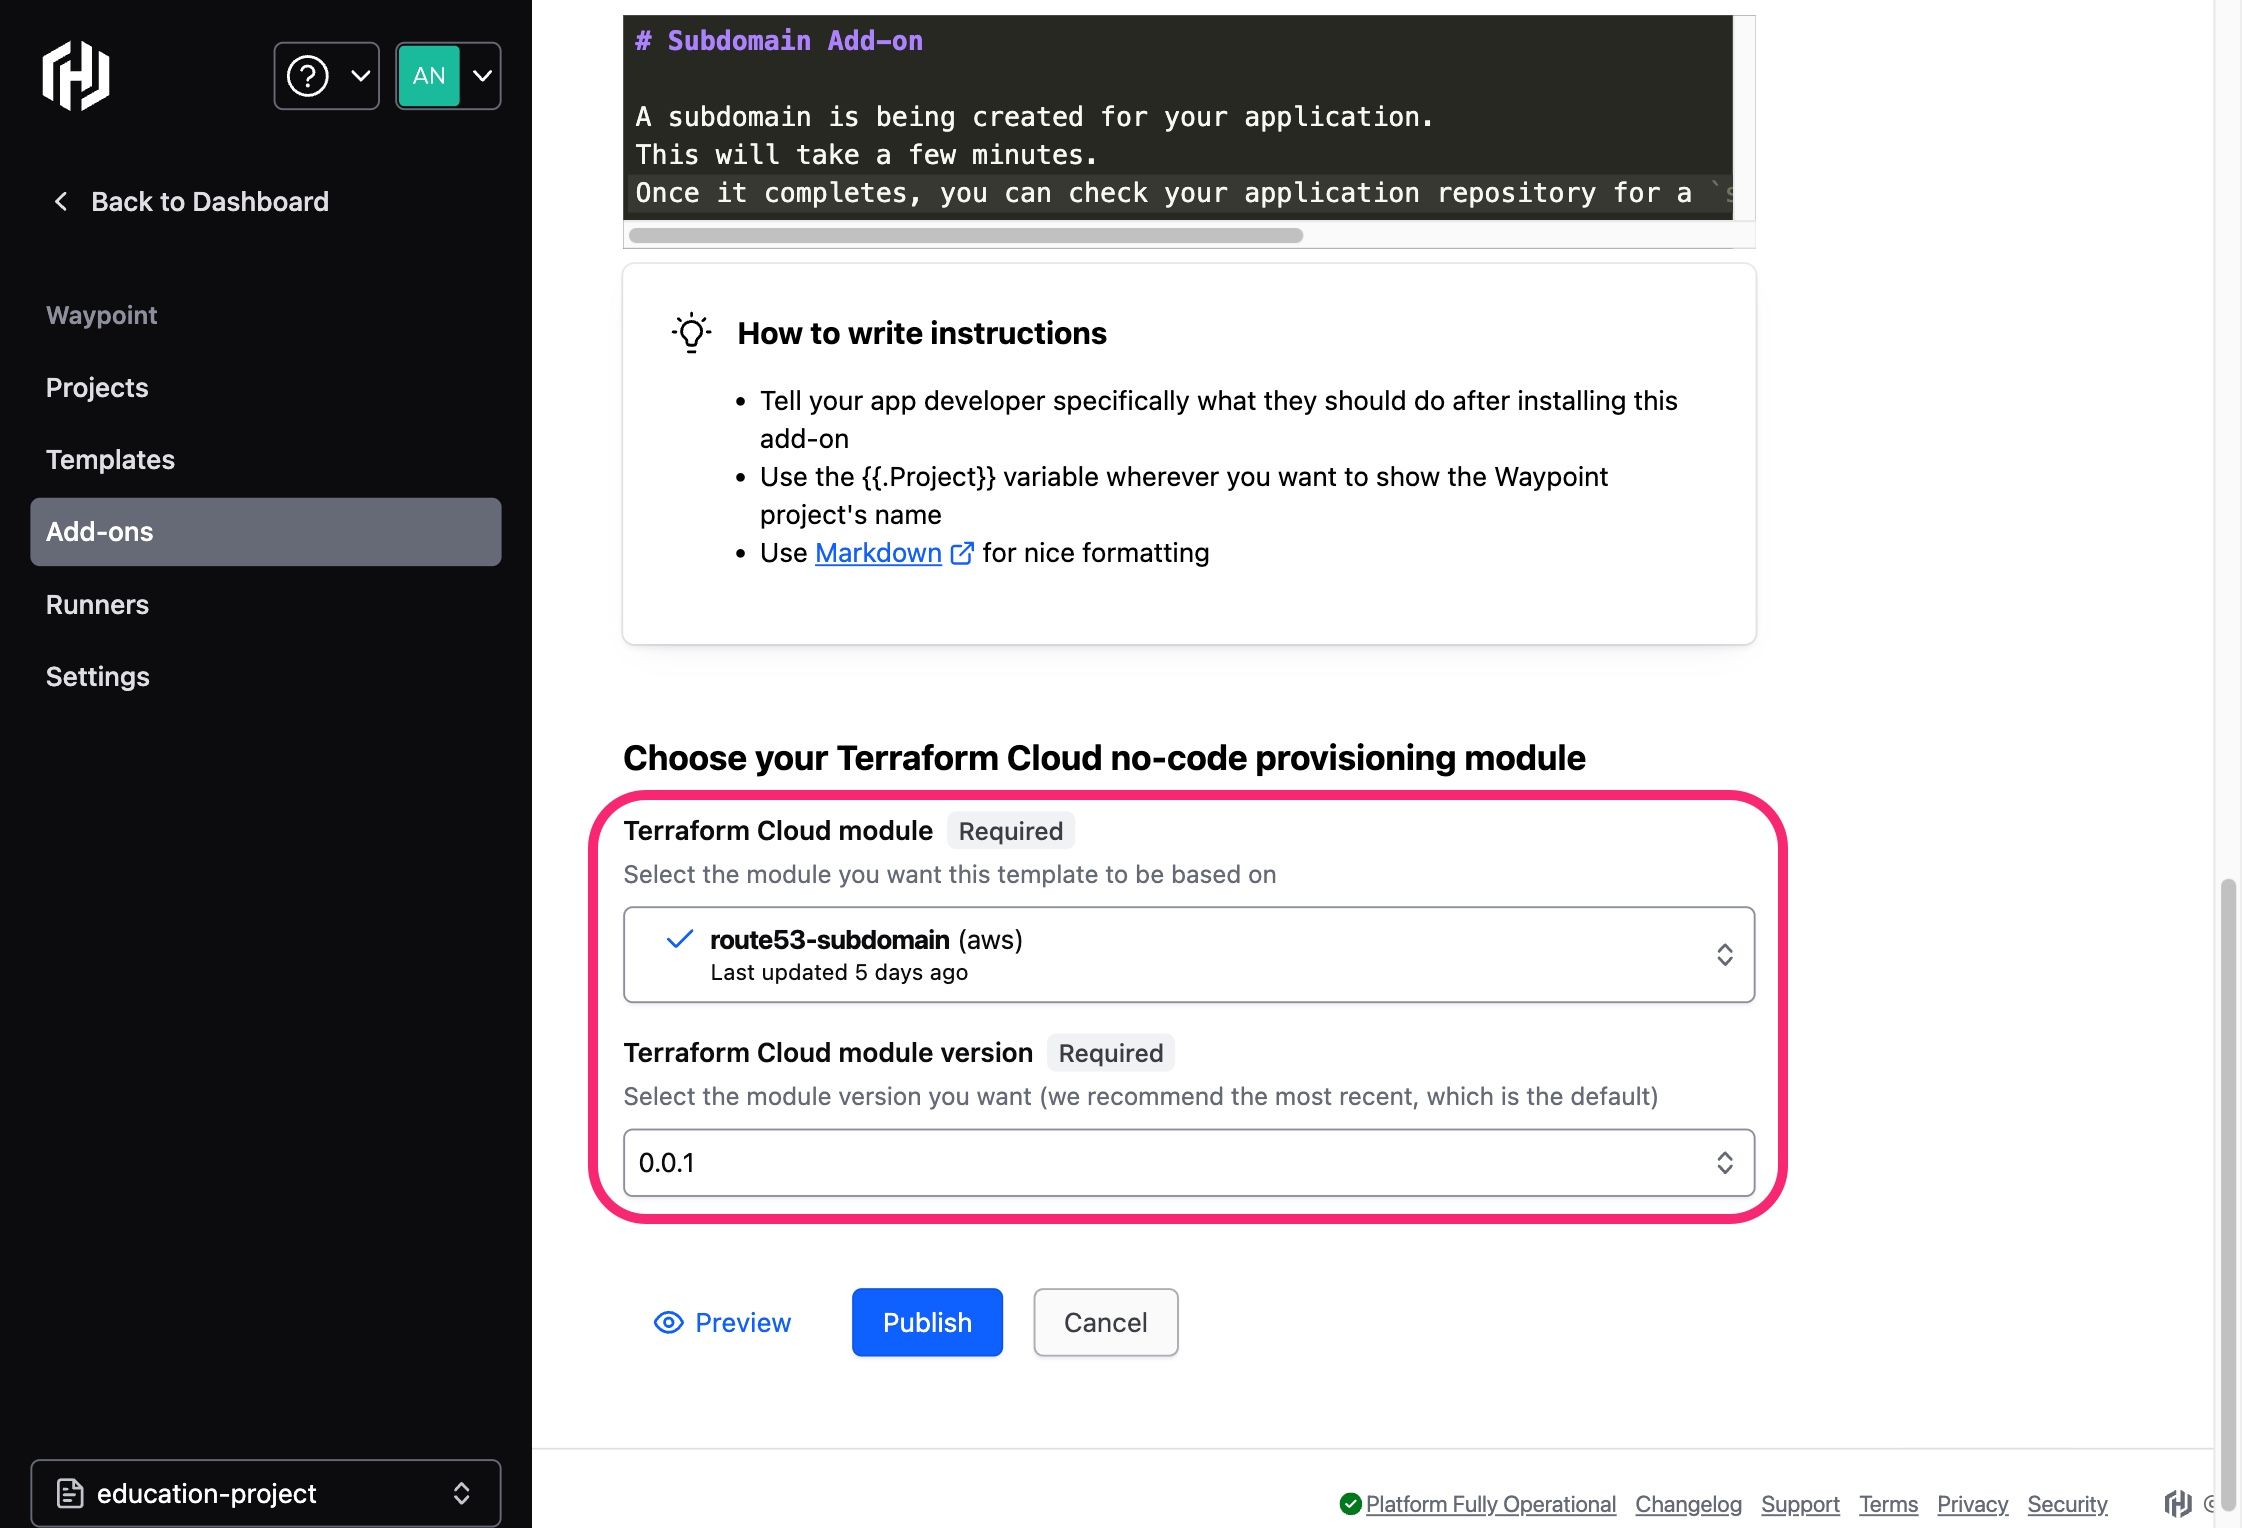 AN
Back to Dashboard
Waypoint
Projects
Templates
Add-ons
Runners
Settings
education-project
# Subdomain Add-on
A subdomain is being created for your application.
This will take a few minutes.
Once it completes, you can check your application repository for a `s
How to write instructions
Tell your app developer specifically what they should do after installing this
add-on
Use the {{.Project}} variable wherever you want to show the Waypoint
project's name
Use Markdown for nice formatting
Choose your Terraform Cloud no-code provisioning module
Terraform Cloud module Required
Select the module you want this template to be based on
route53-subdomain (aws)
Last updated 5 days ago
Terraform Cloud module version Required
Select the module version you want (we recommend the most recent, which is the default)
0.0.1
Preview Publish Cancel
Platform Fully Operational Changelog Support Terms Privacy Security